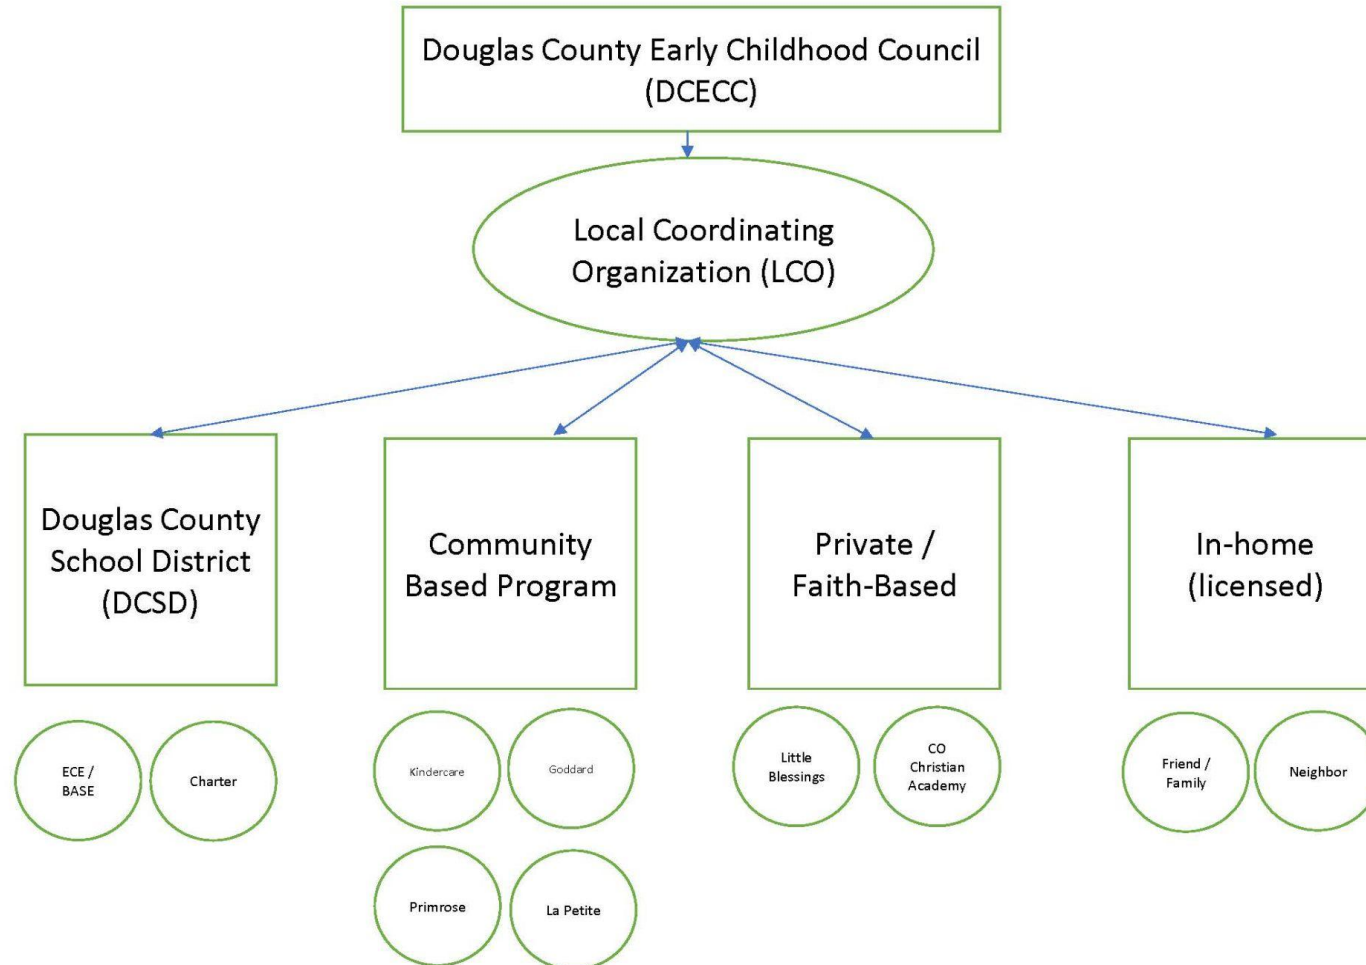 Douglas County Early Childhood Council
(DCECC)
Local Coordinating
Organization (LCO)
Douglas County
School District
(DCSD)
Community
Based Program
Private /
Faith-Based
In-home
(licensed)
ECE /
BASE
Charter
Kindercare
Goddard
Primrose
La Petite
Little
Blessings
CO
Christian
Academy
Friend /
Family
Neighbor